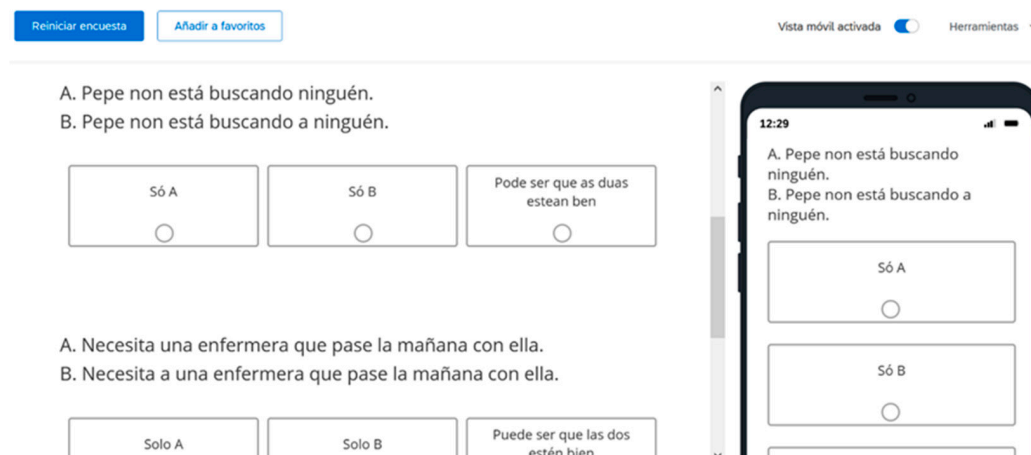 Reiniciar encuesta
Añadir a favoritos
Vista móvil activada
Herramientas
A. Pepe non está buscando ninguén.
B. Pepe non está buscando a ninguén.
Só A
Só B
Pode ser que as duas
estean ben
A. Necesita una enfermera que pase la mañana con ella.
B. Necesita a una enfermera que pase la mañana con ella.
Solo A
Solo B
Puede ser que las dos
estén bien
12:29
A. Pepe non está buscando
ninguén.
B. Pepe non está buscando a
ninguén.
Só A
Só B